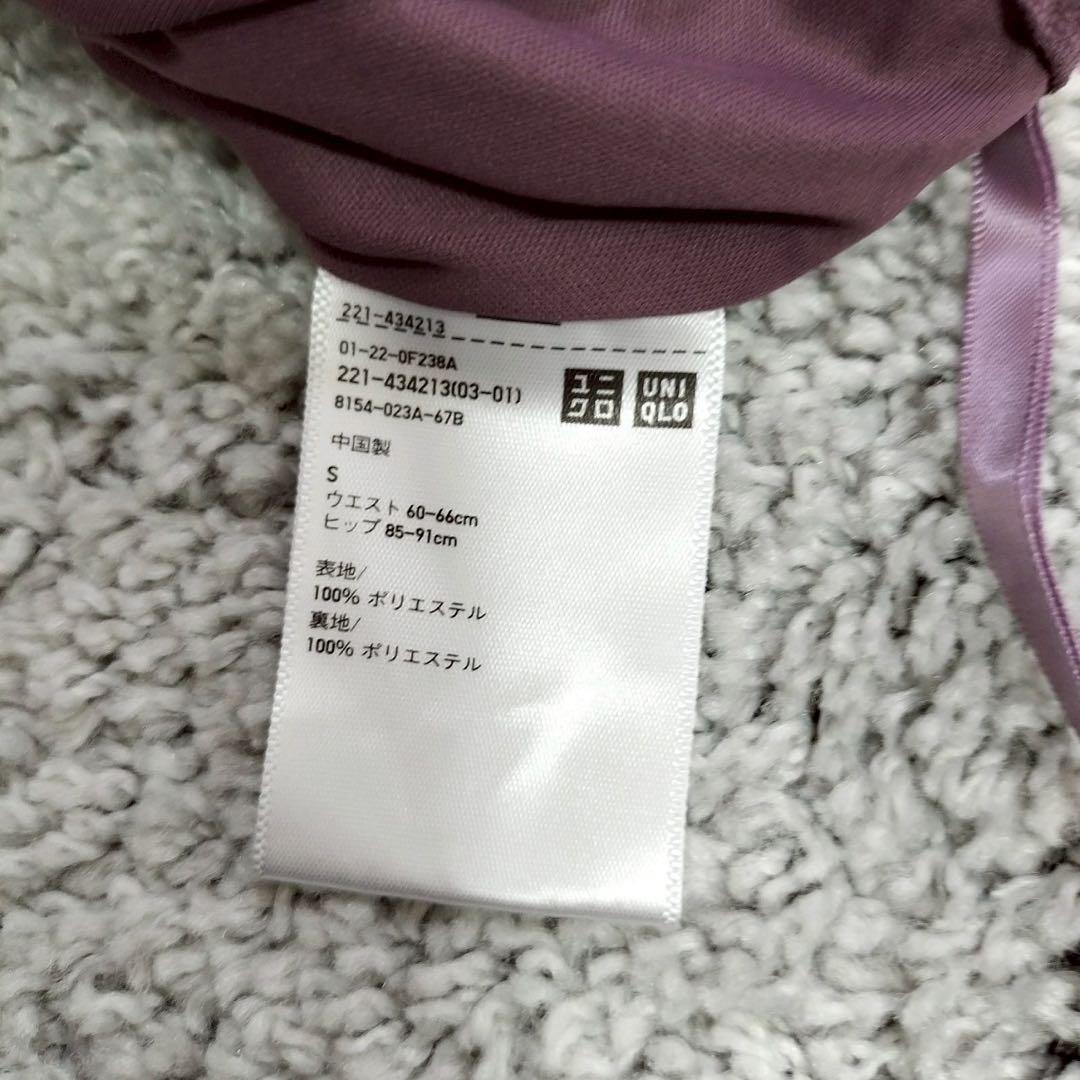 221-434213
01-22-0F238A
221-434213(03-01)
8154-023A-67B
ユニ
クロ
UNI
QLO
中国製
S
ウエスト 60-66cm
ヒップ 85-91cm
表地/
100% ポリエステル
裏地/
100% ポリエステル